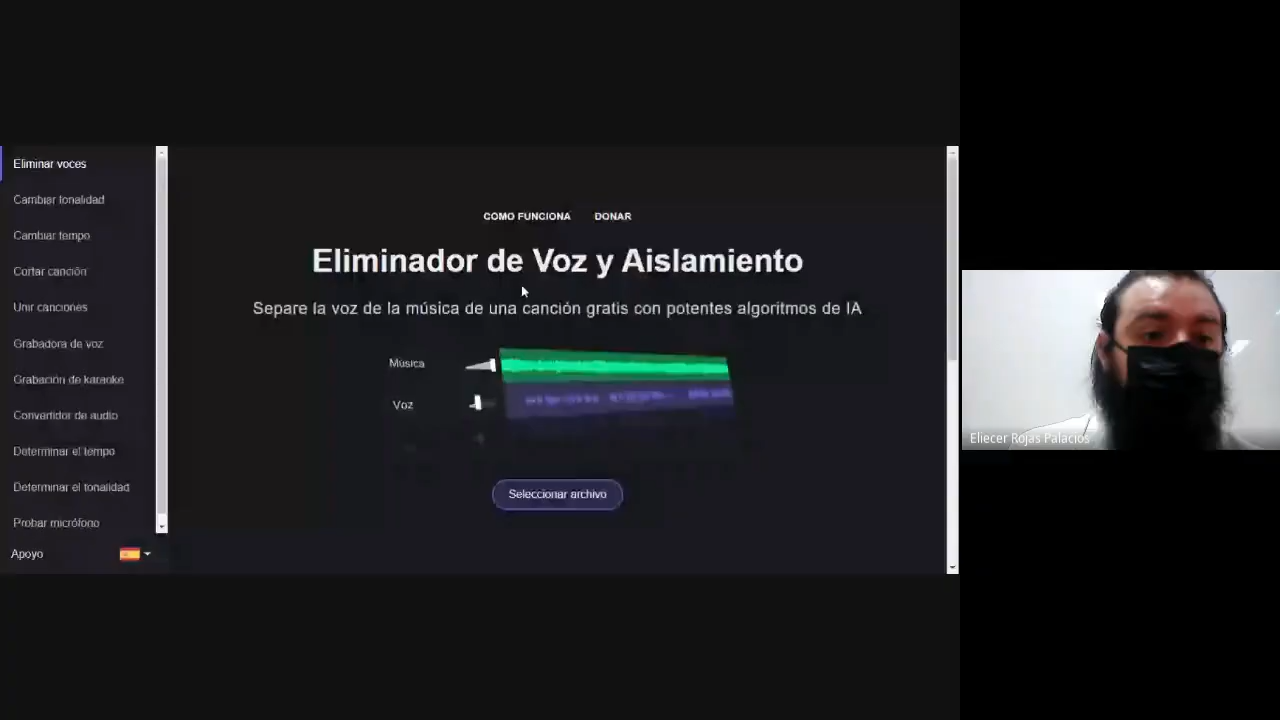 Eliminar voces
Cambiar tonalidad
Cambiar tempo
Cortar canción
Unir canciones
Grabadora de voz
Grabación de karaoke
Convertidor de audio
Determinar el tempo
Determinar el tonalidad
Probar micrófono
Apoyo
COMO FUNCIONA DONAR
Eliminador de Voz y Aislamiento
Separe la voz de la música de una canción gratis con potentes algoritmos de IA
Música
Voz
Seleccionar archivo
Eliecer Rojas Palacios